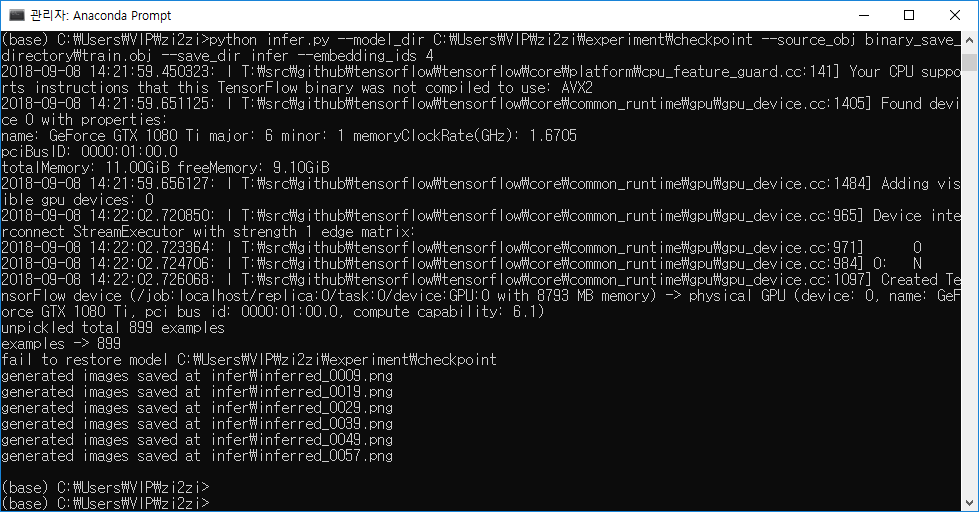 관리자: Anaconda Prompt
(base) C:₩Users₩VIP₩zi2zi>python infer.py --model_dir C:₩Users₩VIP₩zi2zi₩experiment₩checkpoint --source_obj binary_save_
directory₩train.obj --save_dir infer --embedding_ids 4
2018-09-08 14:21:59.450323: I T:₩src₩github₩tensorflow₩tensorflow₩core₩platform₩cpu_feature_guard.cc:141] Your CPU suppo
rts instructions that this TensorFlow binary was not compiled to use: AVX2
2018-09-08 14:21:59.651125: I T:₩src₩github₩tensorflow₩tensorflow₩core₩common_runtime₩gpu₩gpu_device.cc:1405] Found devi
ce 0 with properties:
name: GeForce GTX 1080 Ti major: 6 minor: 1 memoryClockRate(GHz): 1.6705
pciBusID: 0000:01:00.0
totalMemory: 11.00GiB freeMemory: 9.10GiB
2018-09-08 14:21:59.656127: I T:₩src₩github₩tensorflow₩tensorflow₩core₩common_runtime₩gpu₩gpu_device.cc:1484] Adding vis
ible gpu devices: 0
2018-09-08 14:22:02.720850: I T:₩src₩github₩tensorflow₩tensorflow₩core₩common_runtime₩gpu₩gpu_device.cc:965] Device inte
rconnect StreamExecutor with strength 1 edge matrix:
2018-09-08 14:22:02.723364: I T:₩src₩github₩tensorflow₩tensorflow₩core₩common_runtime₩gpu₩gpu_device.cc:971]      0
2018-09-08 14:22:02.724706: I T:₩src₩github₩tensorflow₩tensorflow₩core₩common_runtime₩gpu₩gpu_device.cc:984] 0:   N
2018-09-08 14:22:02.726068: I T:₩src₩github₩tensorflow₩tensorflow₩core₩common_runtime₩gpu₩gpu_device.cc:1097] Created Te
nsorFlow device (/job:localhost/replica:0/task:0/device:GPU:0 with 8793 MB memory) -> physical GPU (device: 0, name: GeF
orce GTX 1080 Ti, pci bus id: 0000:01:00.0, compute capability: 6.1)
unpickled total 899 examples
examples -> 899
fail to restore model C:₩Users₩VIP₩zi2zi₩experiment₩checkpoint
generated images saved at infer₩inferred_0009.png
generated images saved at infer₩inferred_0019.png
generated images saved at infer₩inferred_0029.png
generated images saved at infer₩inferred_0039.png
generated images saved at infer₩inferred_0049.png
generated images saved at infer₩inferred_0057.png
(base) C:₩Users₩VIP₩zi2zi>
(base) C:₩Users₩VIP₩zi2zi>